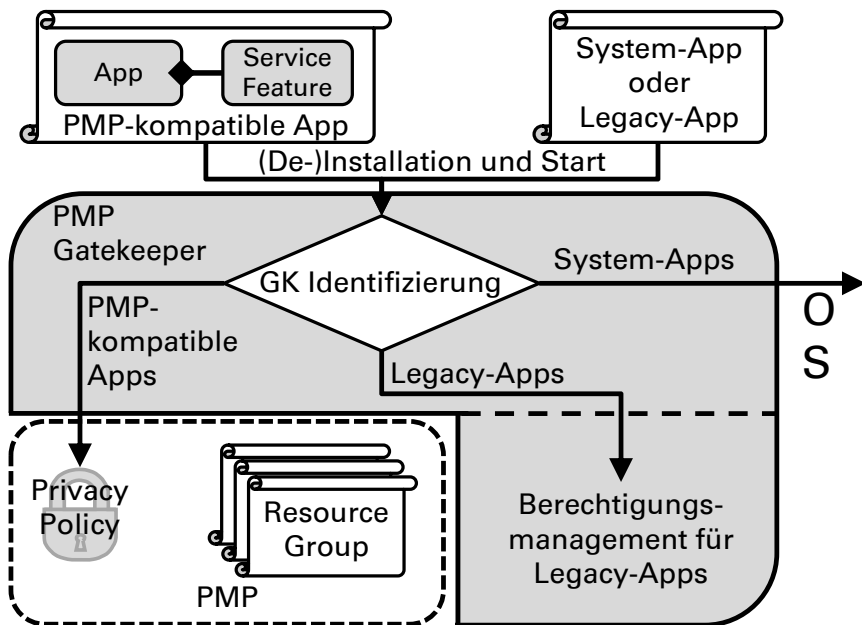 App
Service
Feature
PMP-kompatible App
System-App
oder
Legacy-App
(De-)Installation und Start
PMP
Gatekeeper
GK Identifizierung
System-Apps
O
S
PMP-
kompatible
Apps
Legacy-Apps
Privacy
Policy
Resource
Group
PMP
Berechtigungs-
management für
Legacy-Apps